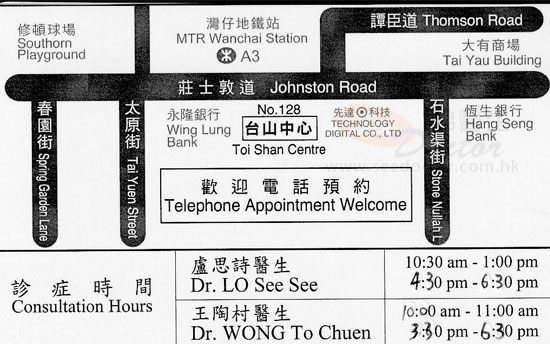 修頓球場
Southorn
Playground
灣仔地鐵站
MTR Wanchai Station
A3
譚臣道 Thomson Road
大有商場
Tai Yau Building
莊士敦道 Johnston Road
春園街 Spring Garden Lane
太原街 Tai Yuen Street
永隆銀行
Wing Lung
Bank
No.128
台山中心
Toi Shan Centre
先達 科技
TECHNOLOGY
DIGITAL CO., LTD
石水渠街 Stone Nullah L
恆生銀行
Hang Seng
Bank
歡迎電話預約
Telephone Appointment Welcome
診症時間
Consultation Hours
盧思詩醫生
Dr. LO See See
10:30 am - 1:00 pm
4:30 pm - 6:30 pm
王陶村醫生
Dr. WONG To Chuen
10:00 am - 11:00 am
3:30 pm - 6:30 pm